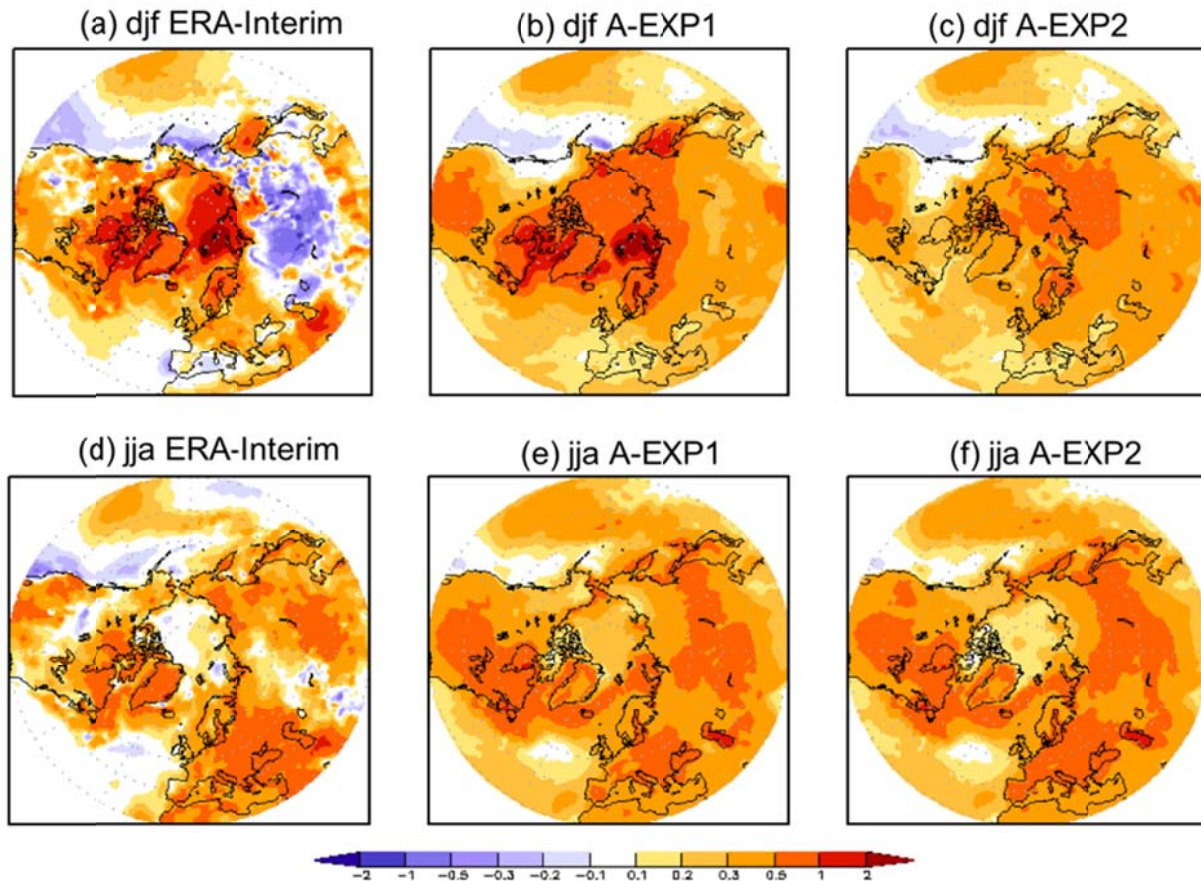 (a) djf ERA-Interim
(b) djf A-EXP1
(c) djf A-EXP2
(d) jja ERA-Interim
(e) jja A-EXP1
(f) jja A-EXP2
-2 -1 -0.5 -0.3 -0.2 -0.1 0.1 0.2 0.3 0.5 1 2